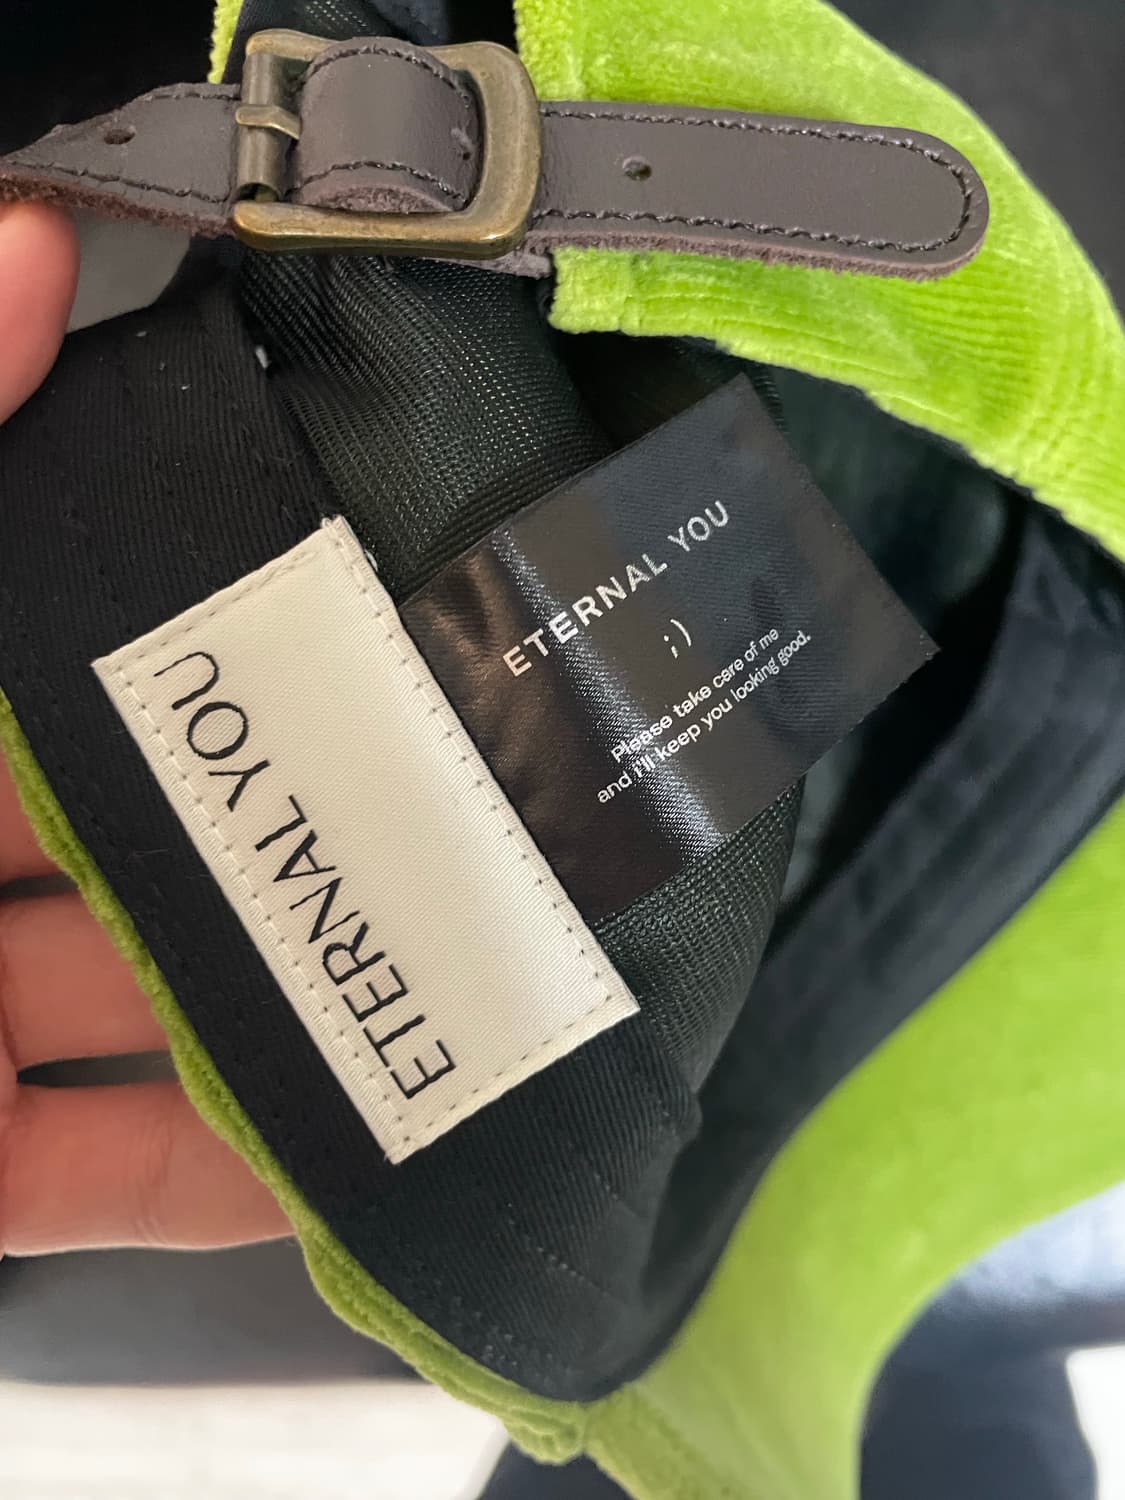 ETERNAL YOU
;)
Please take care of me
and I'll keep you looking good.
ETERNAL YOU